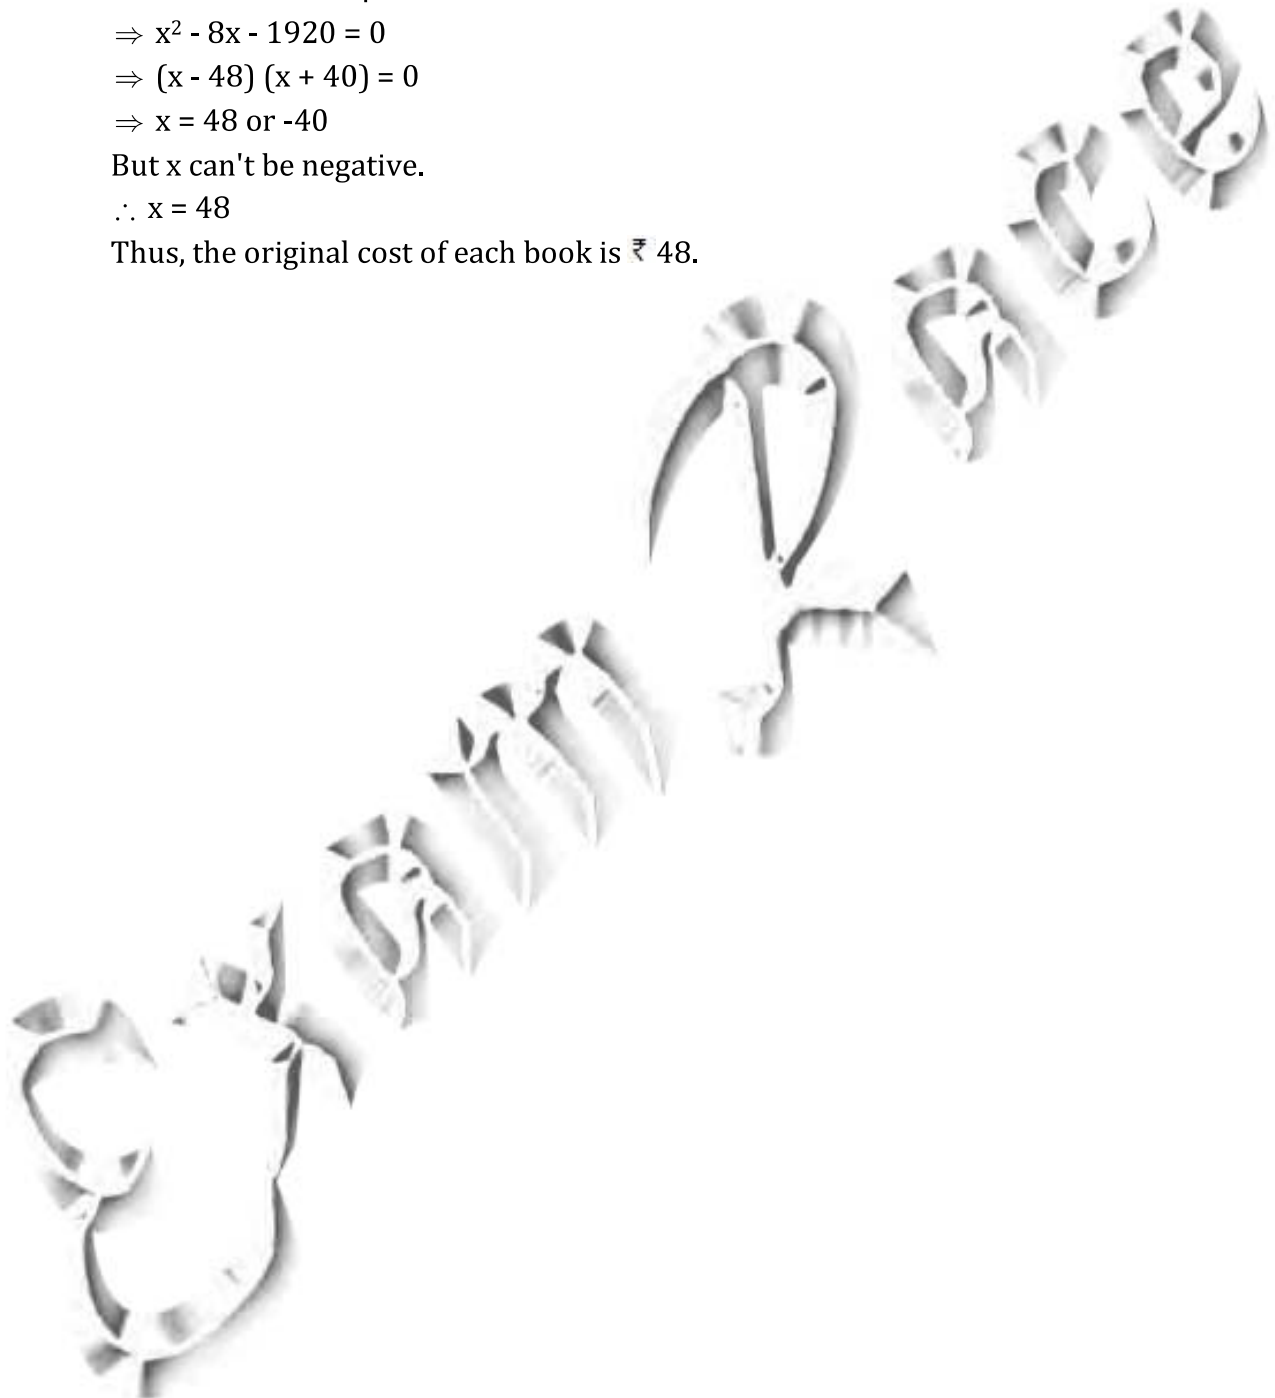 ⇒ x² - 8x - 1920 = 0
⇒ (x - 48) (x + 40) = 0
⇒ x = 48 or -40
But x can't be negative.
∴ x = 48
Thus, the original cost of each book is ₹ 48.